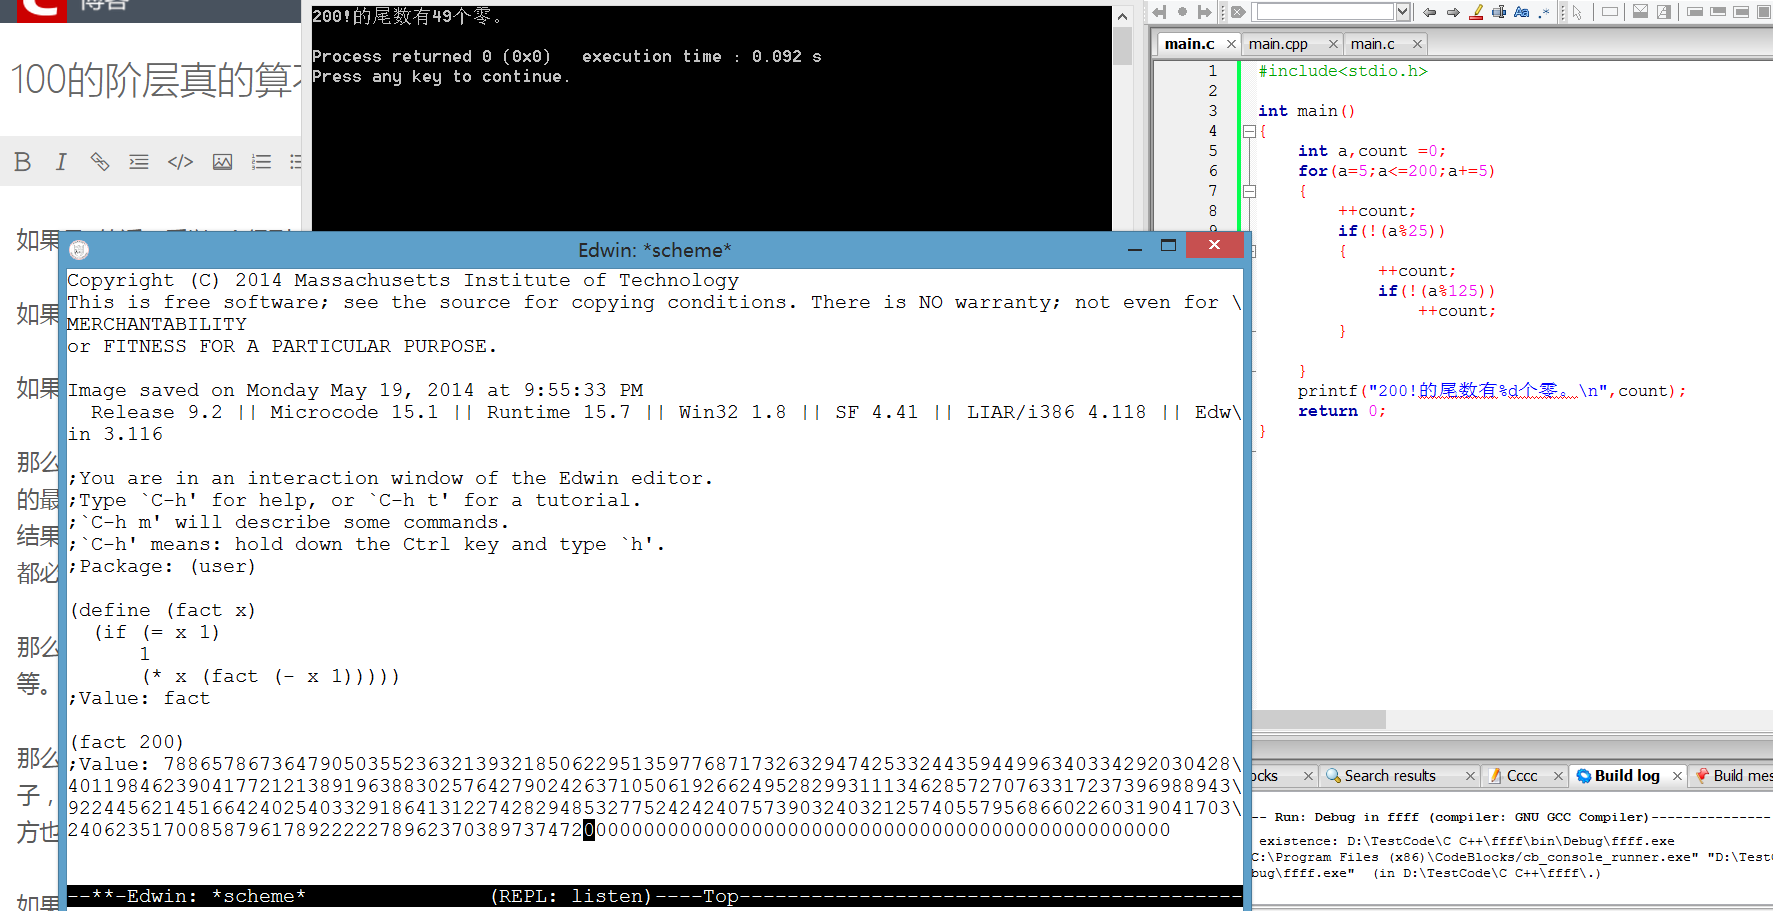 博客
100的阶层真的算
B I </>
如果
如果
如果
那么
的最
结果
都必
那么
等。
那么
子，
方也
如果
200!的尾数有49个零。
Process returned 0 (0x0)   execution time : 0.092 s
Press any key to continue.
Edwin: *scheme*
Copyright (C) 2014 Massachusetts Institute of Technology
This is free software; see the source for copying conditions. There is NO warranty; not even for \
MERCHANTABILITY
or FITNESS FOR A PARTICULAR PURPOSE.
Image saved on Monday May 19, 2014 at 9:55:33 PM
  Release 9.2 || Microcode 15.1 || Runtime 15.7 || Win32 1.8 || SF 4.41 || LIAR/i386 4.118 || Edw\
in 3.116
;You are in an interaction window of the Edwin editor.
;Type `C-h' for help, or `C-h t' for a tutorial.
;`C-h m' will describe some commands.
;`C-h' means: hold down the Ctrl key and type `h'.
;Package: (user)
(define (fact x)
  (if (= x 1)
      1
      (* x (fact (- x 1)))))
;Value: fact
(fact 200)
;Value: 78865786736479050355236321393218506229513597768717326329474253324435944996340334292030428\
401198462390417721213891963883025764279024263710506192662495282993111346285727076331723739698894\
392244562145166424025403329186413122742829485327752424240757390324032125740557956866022603190417\
03\
2406235170085879617892222278962370389737472 0000000000000000000000000000000000000000000000000
--**-Edwin: *scheme*                (REPL: listen)----Top------------------------------------------
main.c main.cpp main.c
1 #include<stdio.h>
2
3 int main()
4 {
5     int a,count =0;
6     for(a=5;a<=200;a+=5)
7     {
8         ++count;
9         if(!(a%25))
        {
            ++count;
            if(!(a%125))
                ++count;
        }
    }
    printf("200!的尾数有%d个零。\n",count);
    return 0;
}
ocks Search results Cccc Build log Build mes
-- Run: Debug in ffff (compiler: GNU GCC Compiler)---------------
existence: D:\TestCode\C C++\ffff\bin\Debug\ffff.exe
C:\Program Files (x86)\CodeBlocks/cb_console_runner.exe" "D:\Test
bug\ffff.exe"  (in D:\TestCode\C C++\ffff\.)